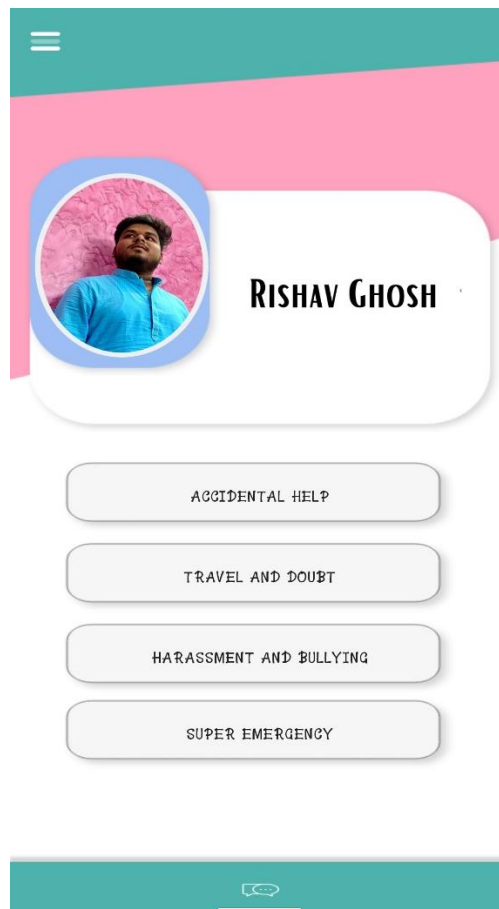 RISHAV GHOSH
ACCIDENTAL HELP
TRAVEL AND DOUBT
HARASSMENT AND BULLYING
SUPER EMERGENCY